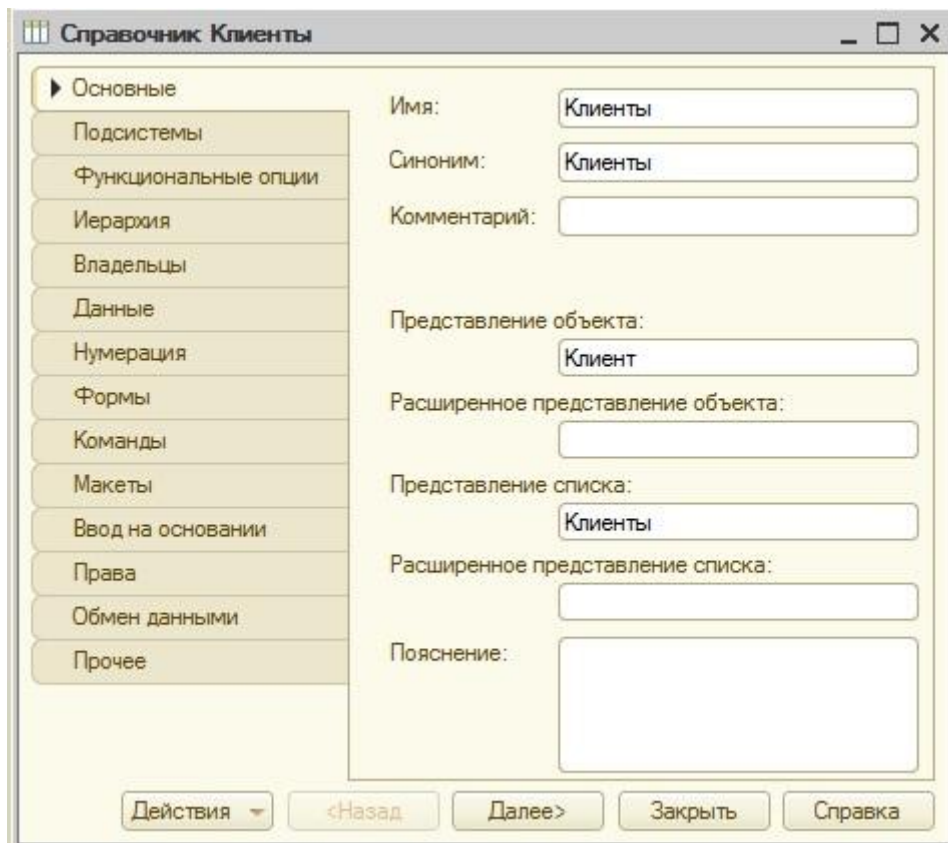 Справочник Клиенты
Основные
Подсистемы
Функциональные опции
Иерархия
Владельцы
Данные
Нумерация
Формы
Команды
Макеты
Ввод на основании
Права
Обмен данными
Прочее
Имя: Клиенты
Синоним: Клиенты
Комментарий:
Представление объекта:
Клиент
Расширенное представление объекта:
Представление списка:
Клиенты
Расширенное представление списка:
Пояснение:
Действия <Назад Далее> Закрыть Справка